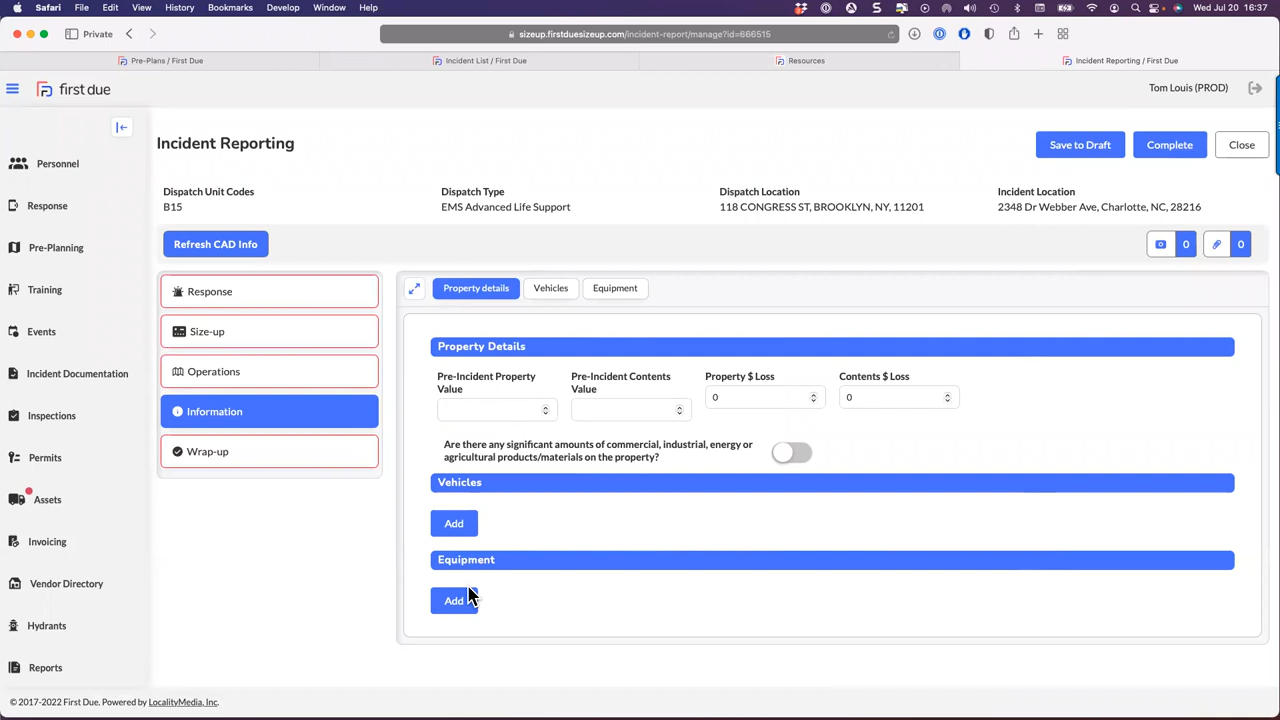 Safari File Edit View History Bookmarks Develop Window Help Wed Jul 20 16:37
Private sizeup.firstduesizeup.com/incident-report/manage?id=666515
Pre-Plans / First Due Incident List / First Due Resources Incident Reporting / First Due
first due Tom Louis (PROD)
Personnel
Response
Pre-Planning
Training
Events
Incident Documentation
Inspections
Permits
Assets
Invoicing
Vendor Directory
Hydrants
Reports
Incident Reporting
Save to Draft Complete Close
Dispatch Unit Codes Dispatch Type Dispatch Location Incident Location
B15 EMS Advanced Life Support 118 CONGRESS ST, BROOKLYN, NY, 11201 2348 Dr Webber Ave, Charlotte, NC, 28216
Refresh CAD Info 0 0
Response
Size-up
Operations
Information
Wrap-up
Property details Vehicles Equipment
Property Details
Pre-Incident Property Value Pre-Incident Contents Value Property $ Loss Contents $ Loss
0 0
Are there any significant amounts of commercial, industrial, energy or
agricultural products/materials on the property?
Vehicles
Add
Equipment
Add
© 2017-2022 First Due. Powered by LocalityMedia, Inc.